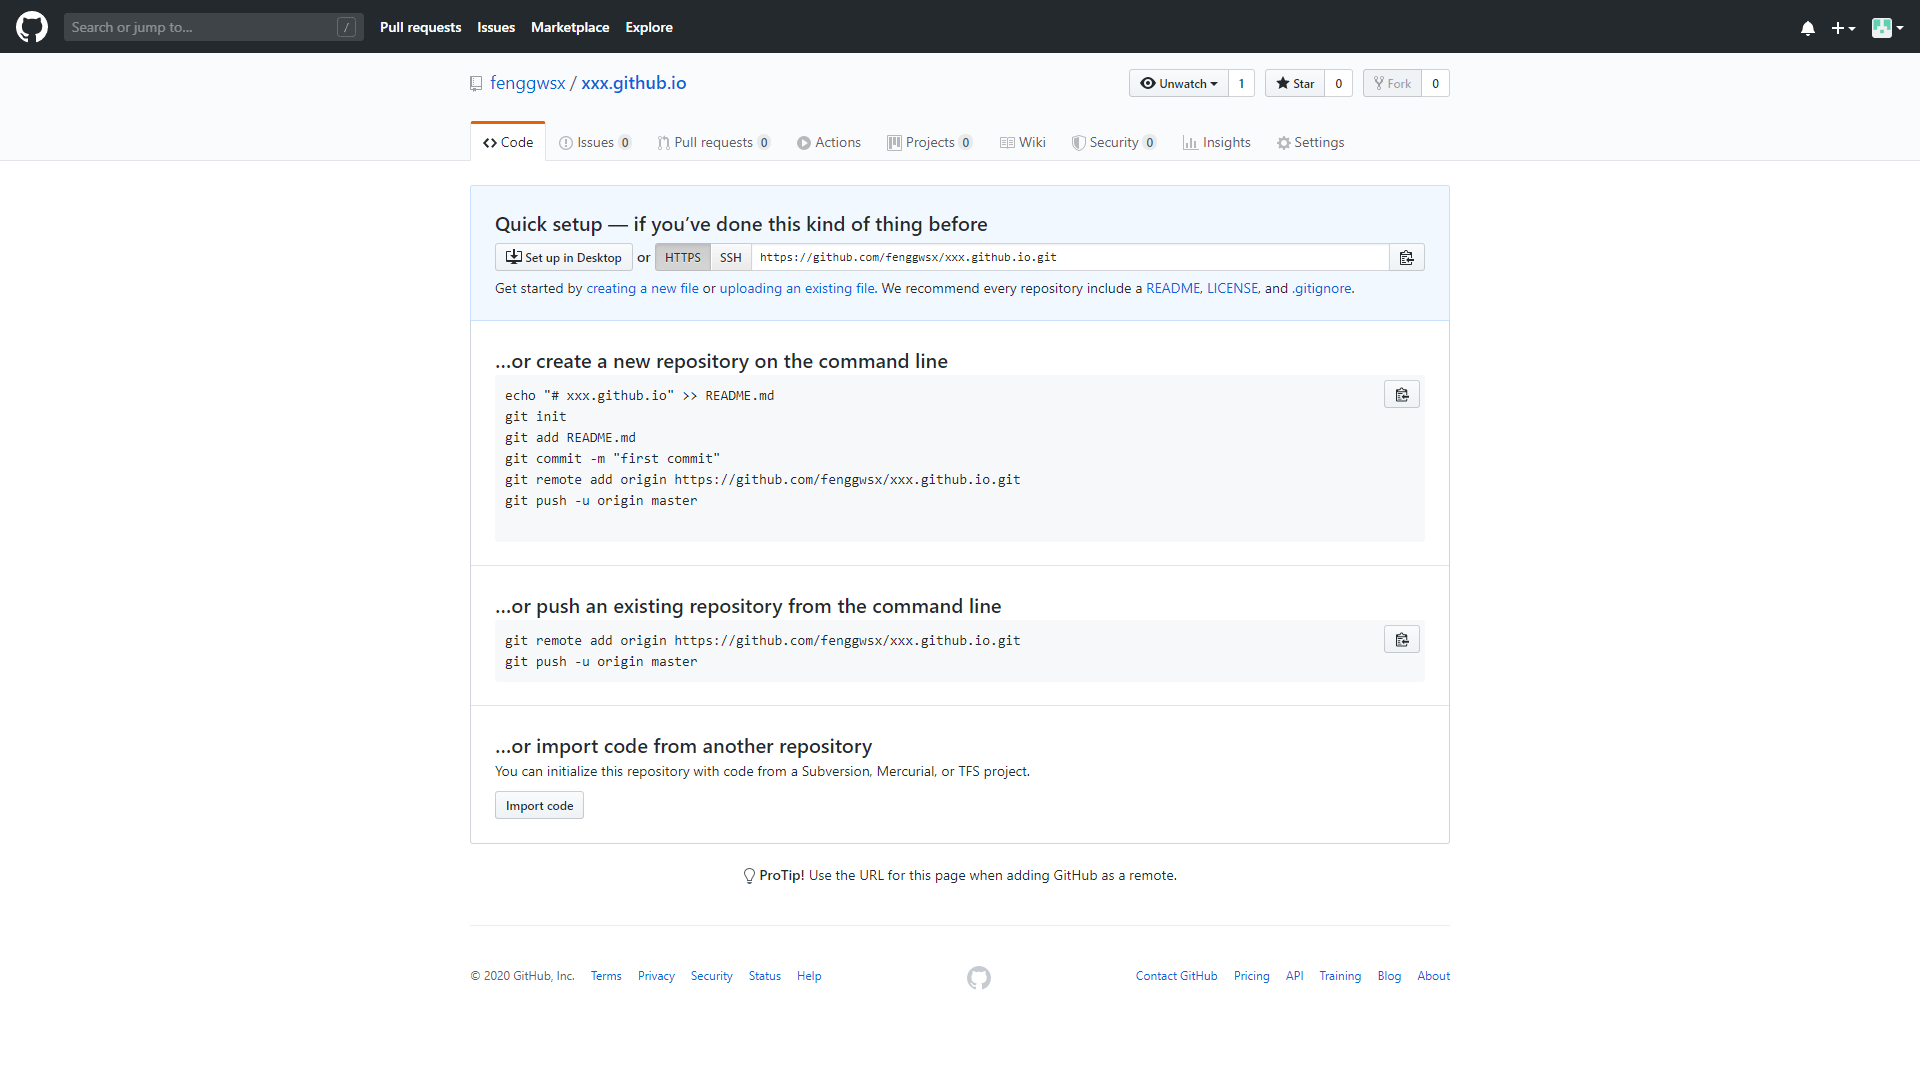 Search or jump to... /
Pull requests Issues Marketplace Explore
fenggwsx / xxx.github.io
Unwatch 1 Star 0 Fork 0
Code Issues 0 Pull requests 0 Actions Projects 0 Wiki Security 0 Insights Settings
Quick setup — if you’ve done this kind of thing before
Set up in Desktop or HTTPS SSH https://github.com/fenggwsx/xxx.github.io.git
Get started by creating a new file or uploading an existing file. We recommend every repository include a README, LICENSE, and .gitignore.
…or create a new repository on the command line
echo "# xxx.github.io" >> README.md
git init
git add README.md
git commit -m "first commit"
git remote add origin https://github.com/fenggwsx/xxx.github.io.git
git push -u origin master
…or push an existing repository from the command line
git remote add origin https://github.com/fenggwsx/xxx.github.io.git
git push -u origin master
…or import code from another repository
You can initialize this repository with code from a Subversion, Mercurial, or TFS project.
Import code
ProTip! Use the URL for this page when adding GitHub as a remote.
© 2020 GitHub, Inc. Terms Privacy Security Status Help Contact GitHub Pricing API Training Blog About